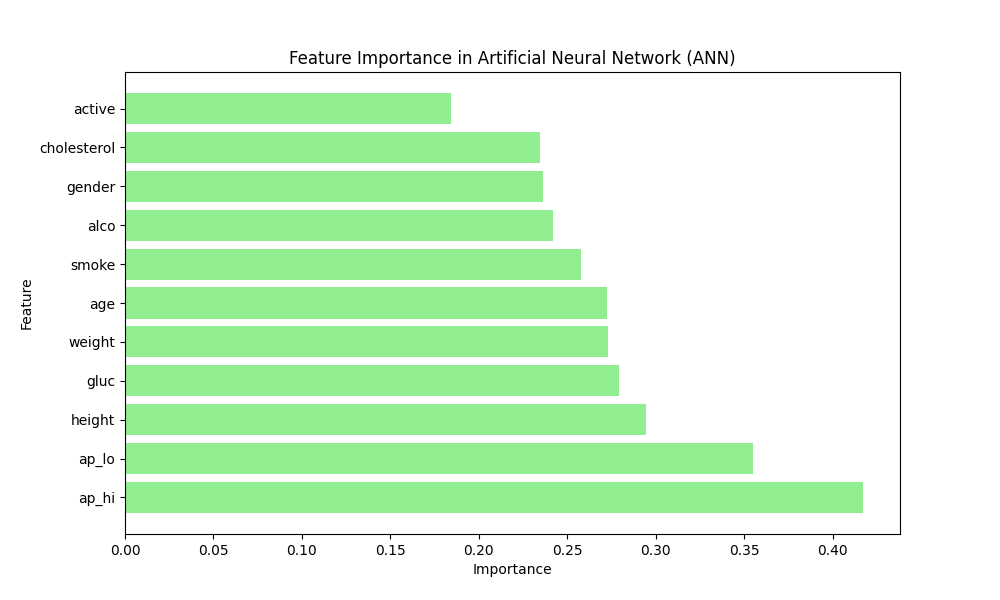 Feature Importance in Artificial Neural Network (ANN)
active
cholesterol
gender
alco
smoke
age
weight
gluc
height
ap_lo
ap_hi
Feature
0.00 0.05 0.10 0.15 0.20 0.25 0.30 0.35 0.40
Importance